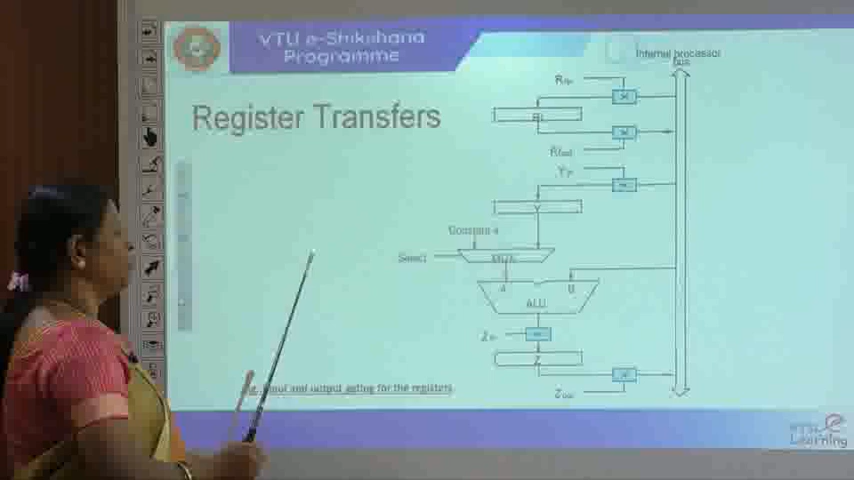 VTU e-Shikshana
Programme
Internal processor
bus
Register Transfers
Constant 4
Select
MUX
A
B
ALU
Z
Input and output gating for the registers
Learning